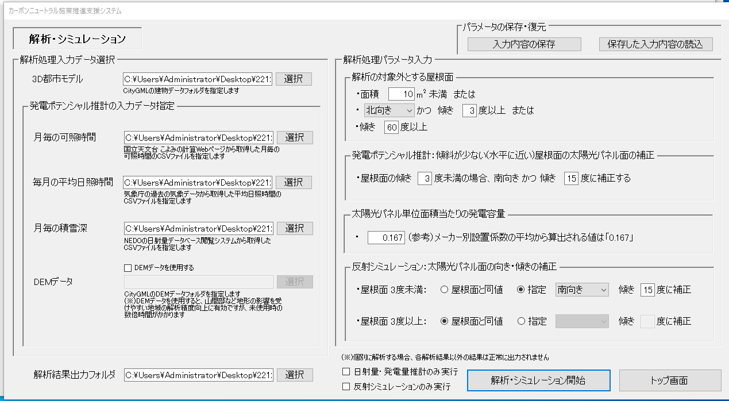 カーボンニュートラル施策推進支援システム
解析・シミュレーション
パラメータの保存・復元
入力内容の保存
保存した入力内容の読込
解析処理入力データ選択
3D都市モデル
C:¥Users¥Administrator¥Desktop¥221:
選択
CityGMLの建物データフォルダを指定します
発電ポテンシャル推計の入力データ指定
月毎の可照時間
C:¥Users¥Administrator¥Desktop¥221:
選択
国立天文台 こよみの計算Webページから取得した月毎の
可照時間のCSVファイルを指定します
毎月の平均日照時間
C:¥Users¥Administrator¥Desktop¥221:
選択
気象庁の過去の気象データから取得した平均日照時間の
CSVファイルを指定します
月毎の積雪深
C:¥Users¥Administrator¥Desktop¥221:
選択
NEDOの日射量データベース閲覧システムから取得した
CSVファイルを指定します
DEMデータを使用する
DEMデータ
選択
CityGMLのDEMデータフォルダを指定します
(※)DEMデータを使用すると、山間部など地形の影響を受
けやすい地域の解析精度向上に有効ですが、未使用時の
数倍時間がかかります
解析結果出力フォルダ
C:¥Users¥Administrator¥Desktop¥221:
選択
解析処理パラメータ入力
解析の対象外とする屋根面
・面積 10 m² 未満 または
・ 北向き かつ 傾き 3 度以上 または
・傾き 60 度以上
発電ポテンシャル推計：傾斜が少ない(水平に近い)屋根面の太陽光パネル面の補正
・屋根面の傾き 3 度未満の場合、南向き かつ 傾き 15 度に補正する
太陽光パネル単位面積当たりの発電容量
・ 0.167 (参考)メーカー別設置係数の平均から算出される値は「0.167」
反射シミュレーション：太陽光パネル面の向き・傾きの補正
・屋根面 3度未満： 屋根面と同値 指定 南向き 傾き 15 度に補正
・屋根面 3度以上： 屋根面と同値 指定 傾き 度に補正
(※)個別に解析する場合、各解析結果以外の結果は正常に出力されません
日射量・発電量推計のみ実行
反射シミュレーションのみ実行
解析・シミュレーション開始
トップ画面